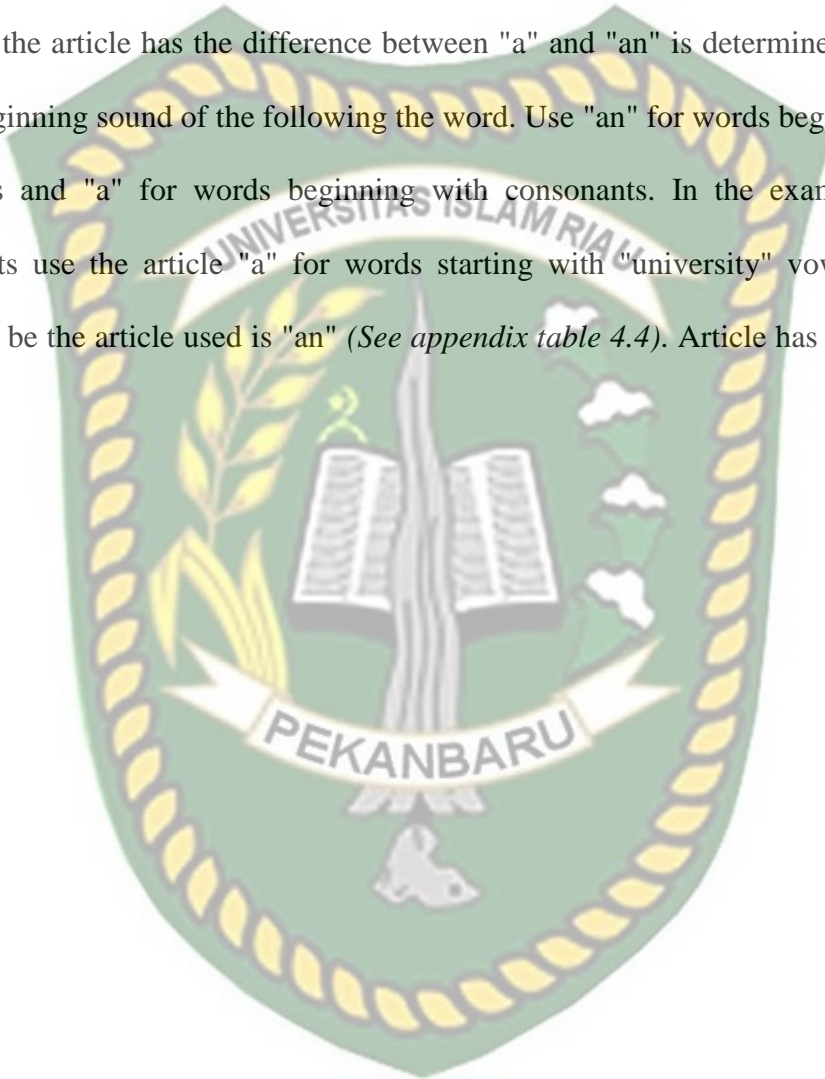 the article has the difference between "a" and "an" is determine
ginning sound of the following the word. Use "an" for words beg
s and "a" for words beginning with consonants. In the exam
UNIVERSITAS ISLAM RIAU
ts use the article "a" for words starting with "university" vow
be the article used is "an" (See appendix table 4.4). Article has
PEKANBARU